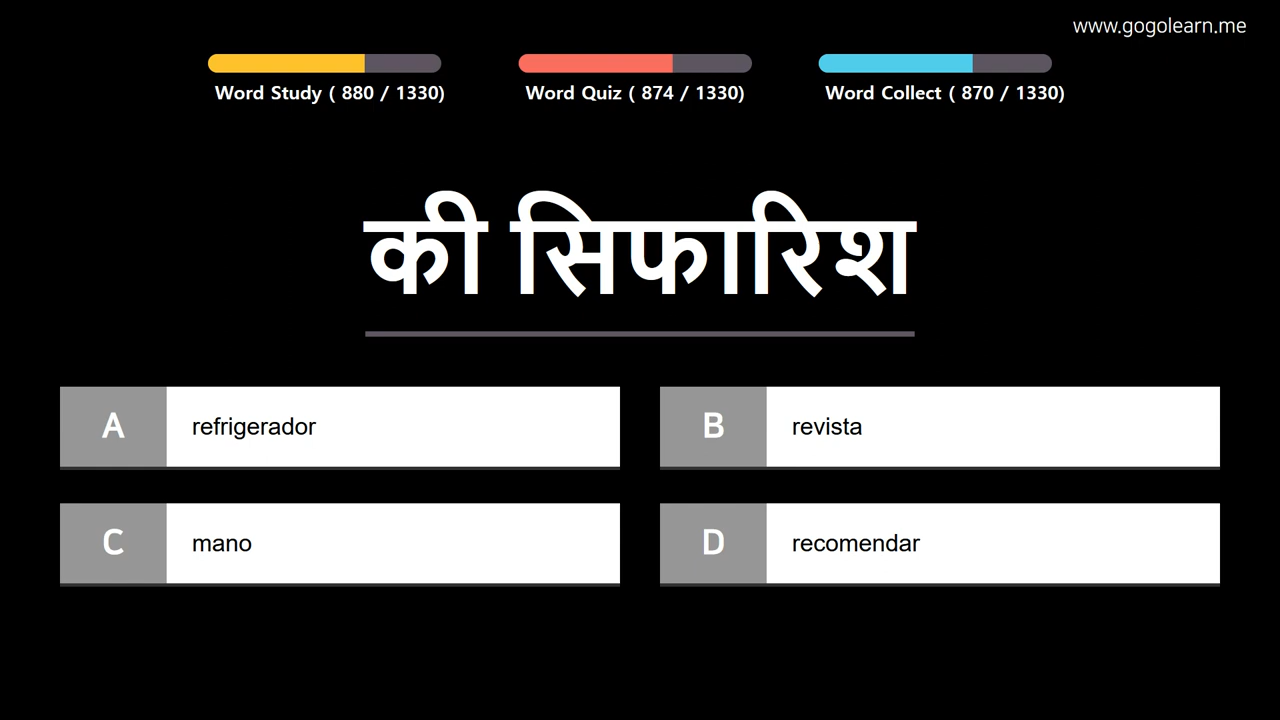 www.gogolearn.me
Word Study ( 880 / 1330)
Word Quiz ( 874 / 1330)
Word Collect ( 870 / 1330)
की सिफारिश
A refrigerador
B revista
C mano
D recomendar